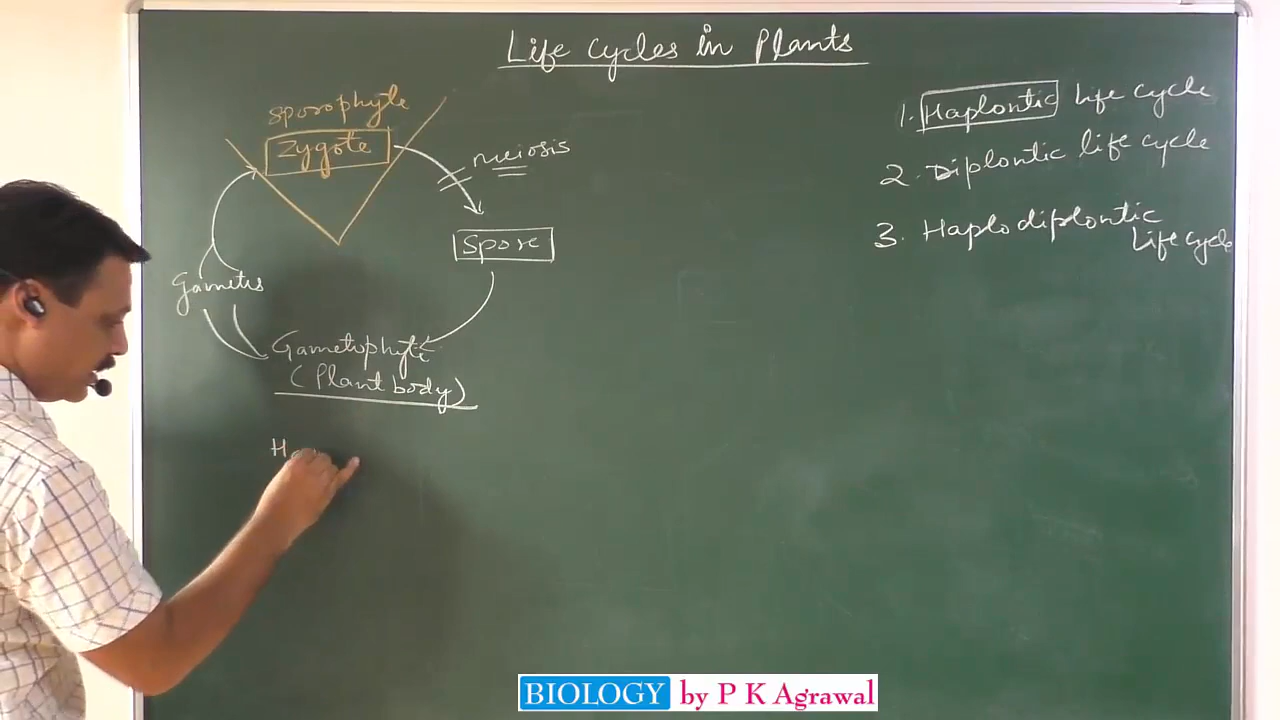 Life Cycles in Plants
Sporophyte
Zygote
meiosis
Spore
Gametes
Gametophyte
(Plant body)
1. Haplontic Life cycle
2. Diplontic life cycle
3. Haplodiplontic
Life cycle
BIOLOGY by P K Agrawal